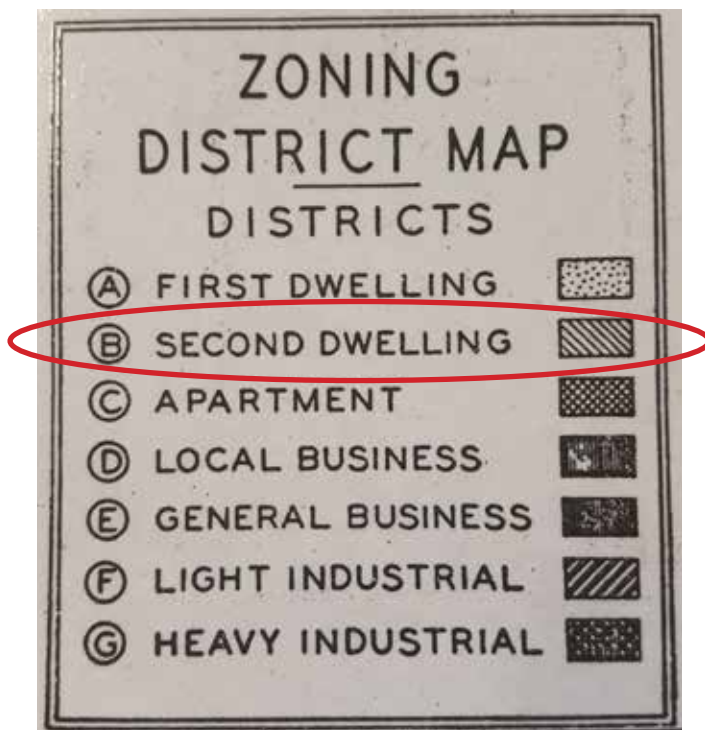 ZONING
DISTRICT MAP
DISTRICTS
A FIRST DWELLING
B SECOND DWELLING
C APARTMENT
D LOCAL BUSINESS
E GENERAL BUSINESS
F LIGHT INDUSTRIAL
G HEAVY INDUSTRIAL